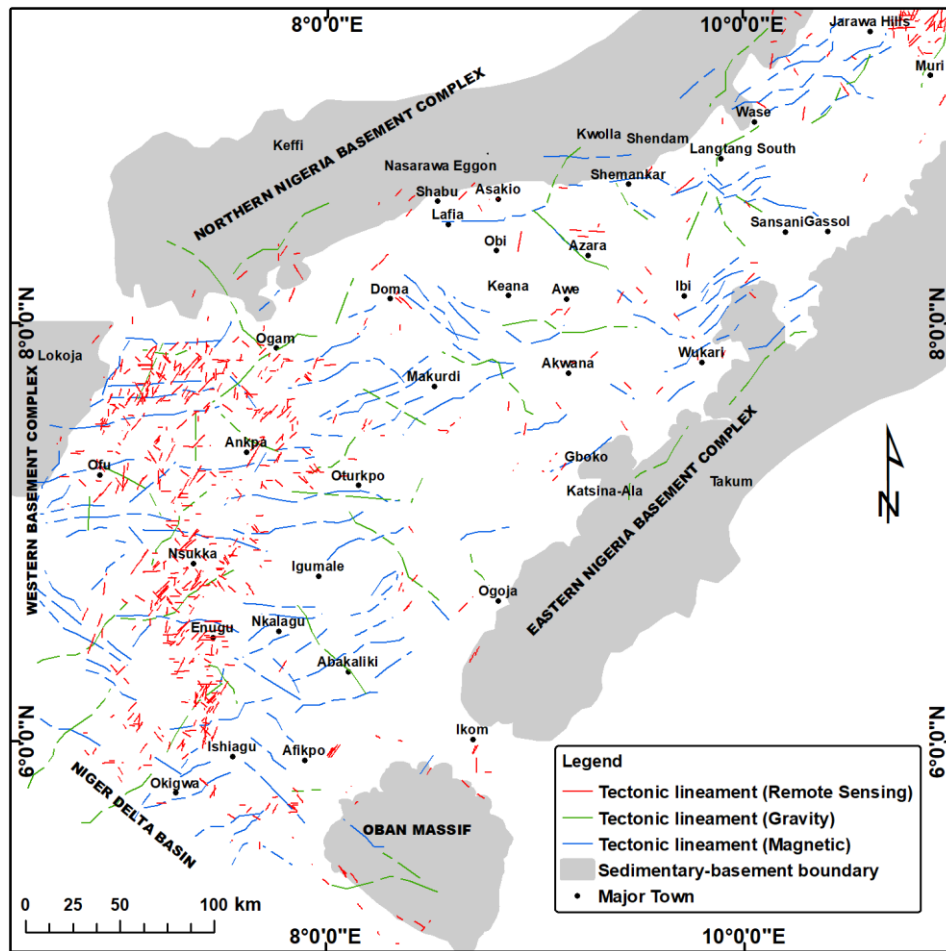 8°0'0"E
10°0'0"E
Jarawa Hills
Muri
Wase
Keffi
NORTHERN NIGERIA BASEMENT COMPLEX
Kwolla
Shendam
Langtang South
Nasarawa Eggon
Shemankar
Shabu
Asakio
Lafia
Sansani
Gassol
Obi
Azara
Doma
Keana
Awe
Ibi
8°0'0"N
8°0'0"N
Lokoja
Ogam
Wukari
Makurdi
Akwana
WESTERN BASEMENT COMPLEX
Ankpa
Ofu
Oturkpo
Gboko
Katsina-Ala
Takum
EASTERN NIGERIA BASEMENT COMPLEX
N
Nsukka
Igumale
Ogoja
Enugu
Nkalagu
Abakaliki
6°0'0"N
6°0'0"N
Ikom
Ishiagu
Afikpo
Okigwa
NIGER DELTA BASIN
OBAN MASSIF
Legend
Tectonic lineament (Remote Sensing)
Tectonic lineament (Gravity)
Tectonic lineament (Magnetic)
Sedimentary-basement boundary
Major Town
0 25 50 100 km
8°0'0"E
10°0'0"E